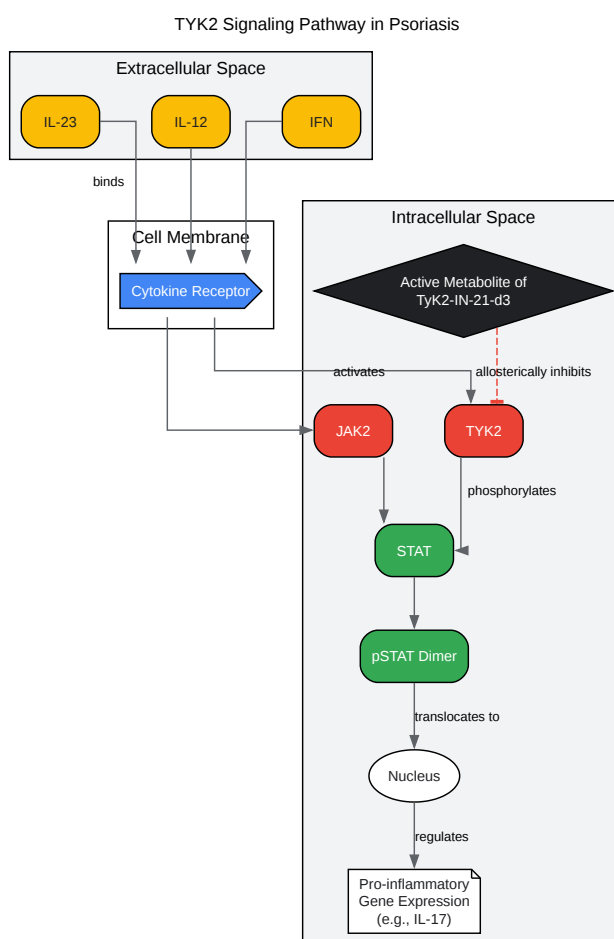 TYK2 Signaling Pathway in Psoriasis
Extracellular Space
IL-23
IL-12
IFN
binds
Cell Membrane
Cytokine Receptor
Intracellular Space
Active Metabolite of
TyK2-IN-21-d3
activates
allosterically inhibits
JAK2
TYK2
phosphorylates
STAT
pSTAT Dimer
translocates to
Nucleus
regulates
Pro-inflammatory
Gene Expression
(e.g., IL-17)